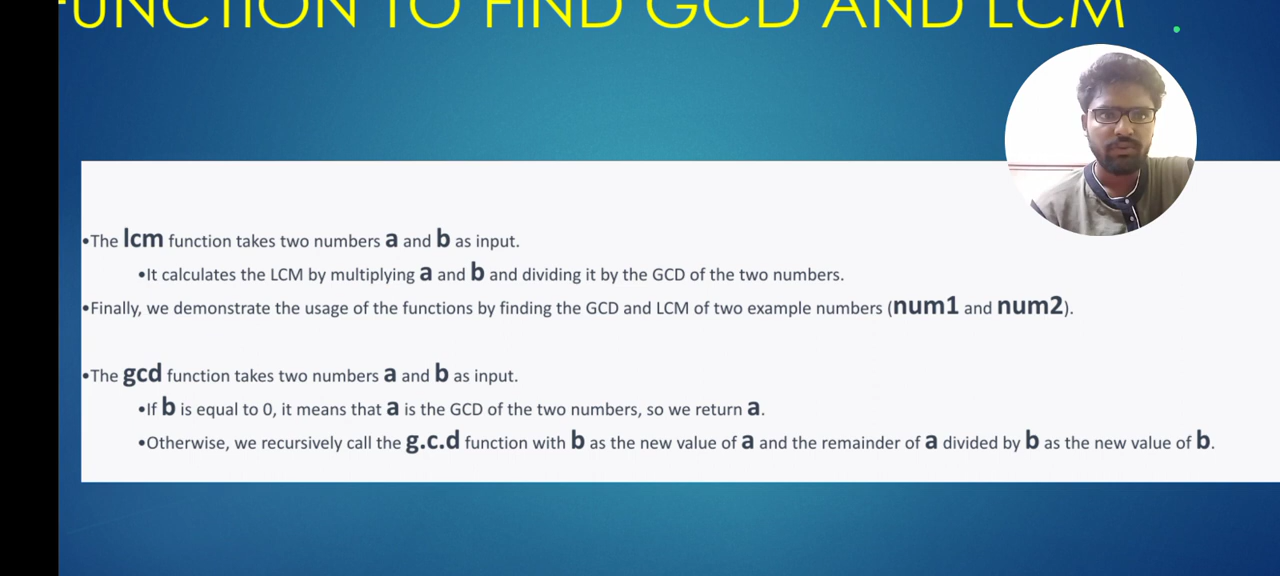 FUNCTION TO FIND GCD AND LCM
•The lcm function takes two numbers a and b as input.
•It calculates the LCM by multiplying a and b and dividing it by the GCD of the two numbers.
•Finally, we demonstrate the usage of the functions by finding the GCD and LCM of two example numbers (num1 and num2).
•The gcd function takes two numbers a and b as input.
•If b is equal to 0, it means that a is the GCD of the two numbers, so we return a.
•Otherwise, we recursively call the g.c.d function with b as the new value of a and the remainder of a divided by b as the new value of b.